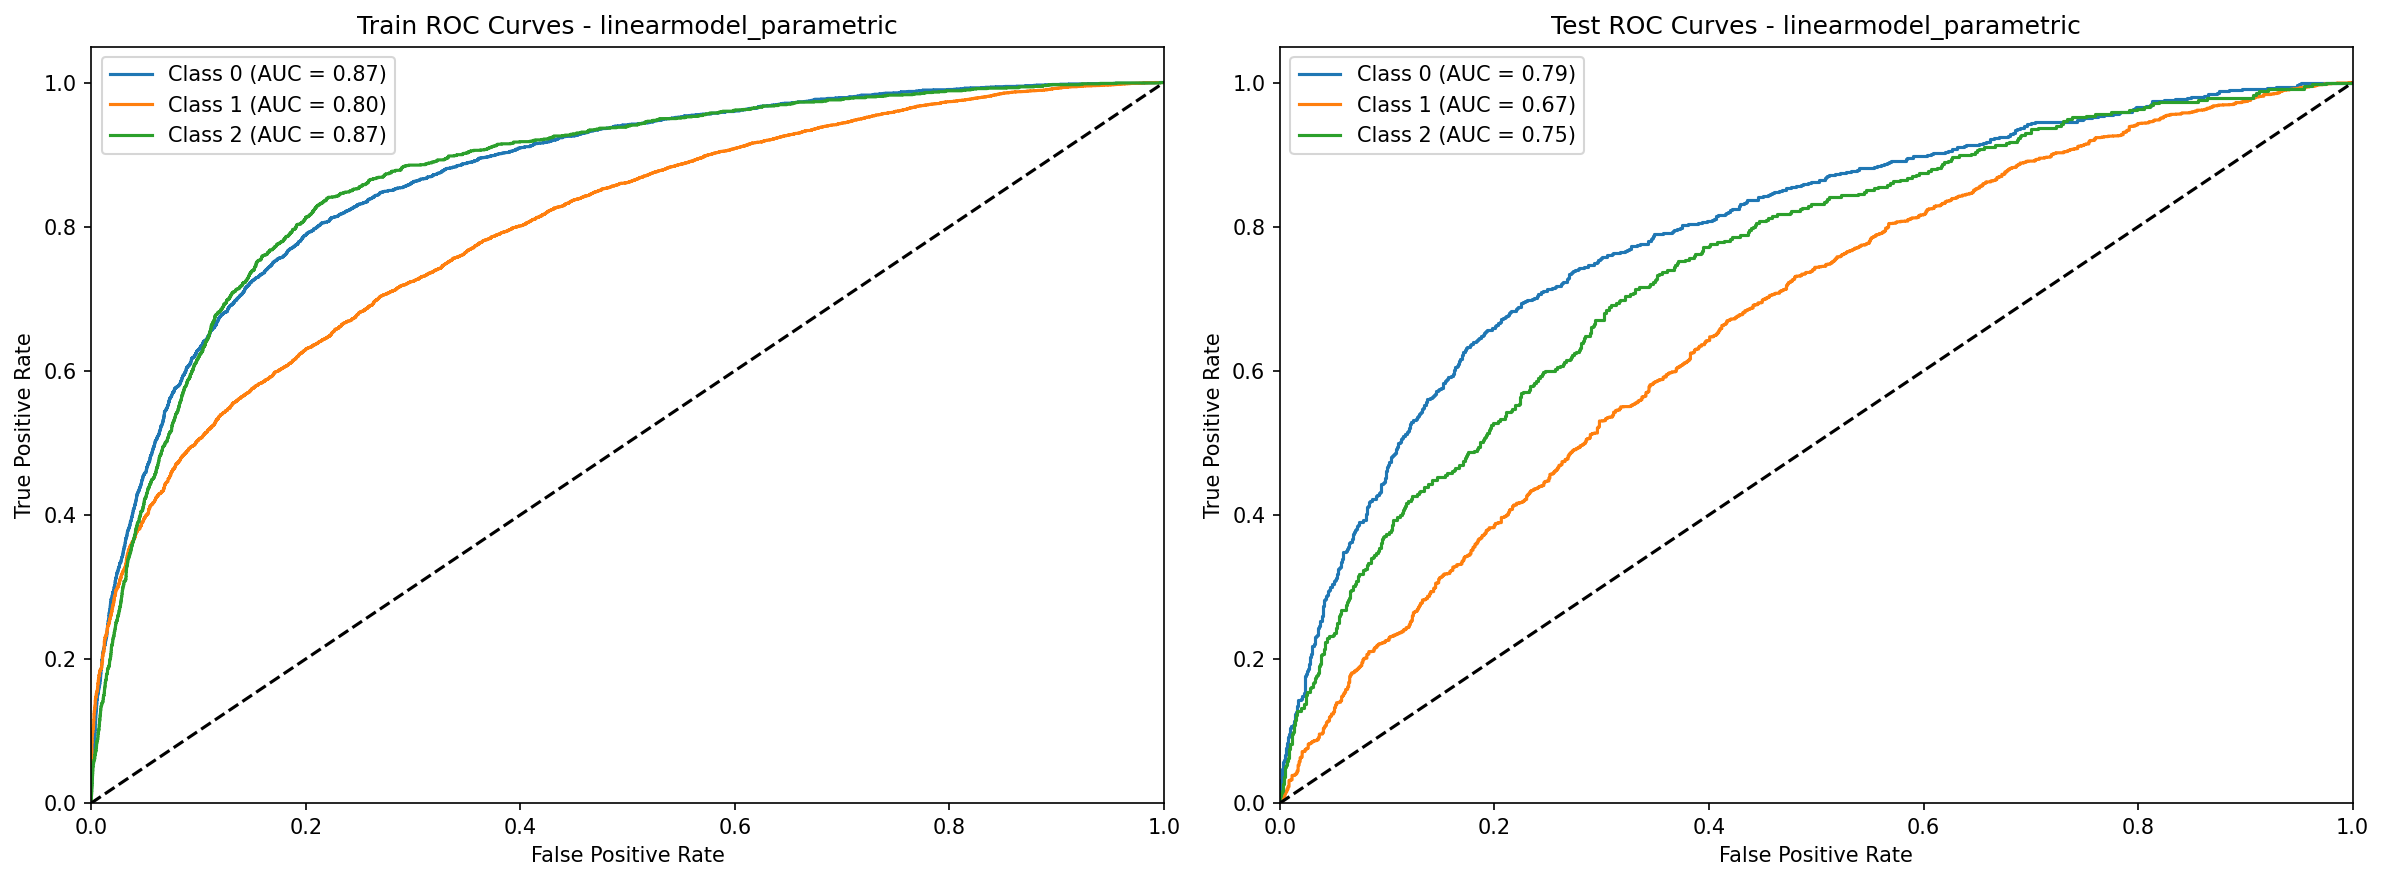 Train ROC Curves - linearmodel_parametric
Class 0 (AUC = 0.87)
Class 1 (AUC = 0.80)
Class 2 (AUC = 0.87)
True Positive Rate
1.0
0.8
0.6
0.4
0.2
0.0
0.0 0.2 0.4 0.6 0.8 1.0
False Positive Rate
Test ROC Curves - linearmodel_parametric
Class 0 (AUC = 0.79)
Class 1 (AUC = 0.67)
Class 2 (AUC = 0.75)
True Positive Rate
1.0
0.8
0.6
0.4
0.2
0.0
0.0 0.2 0.4 0.6 0.8 1.0
False Positive Rate